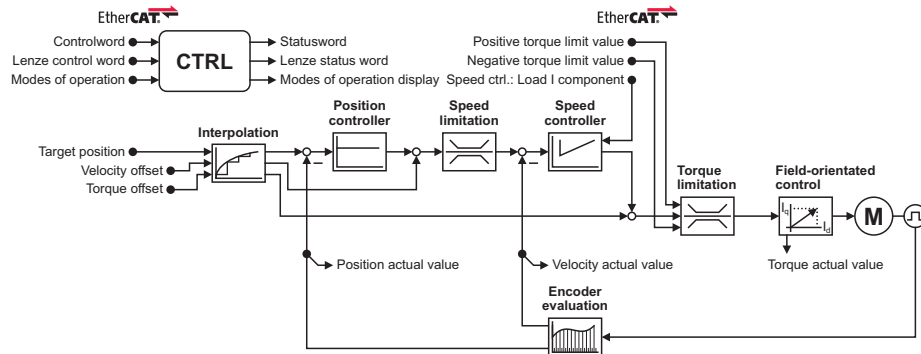 EtherCAT
EtherCAT
Controlword
Statusword
Positive torque limit value
Lenze control word
CTRL
Lenze status word
Negative torque limit value
Modes of operation
Modes of operation display
Speed ctrl.: Load I component
Interpolation
Position
controller
Speed
limitation
Speed
controller
Target position
Velocity offset
Torque offset
Torque
limitation
Field-oriented
control
Iq
Id
M
Position actual value
Velocity actual value
Torque actual value
Encoder
evaluation